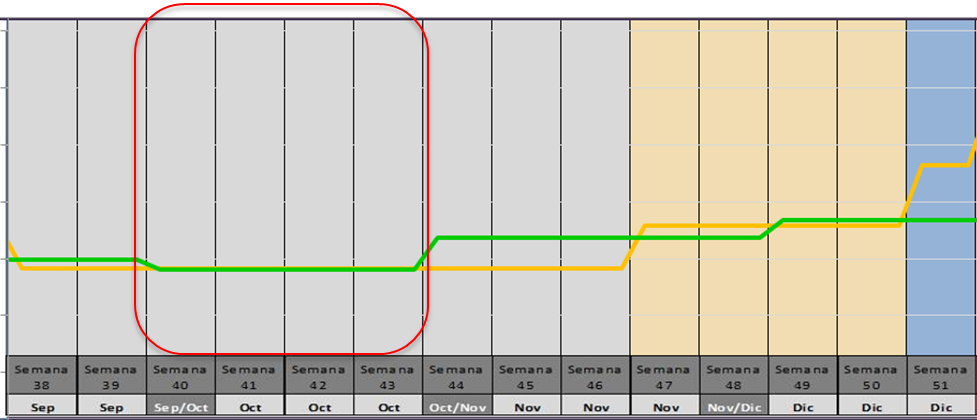 Semana Semana Semana Semana Semana Semana Semana Semana Semana Semana Semana Semana Semana Semana
38 39 40 41 42 43 44 45 46 47 48 49 50 51
Sep Sep Sep/Oct Oct Oct Oct Oct/Nov Nov Nov Nov Nov/Dic Dic Dic Dic